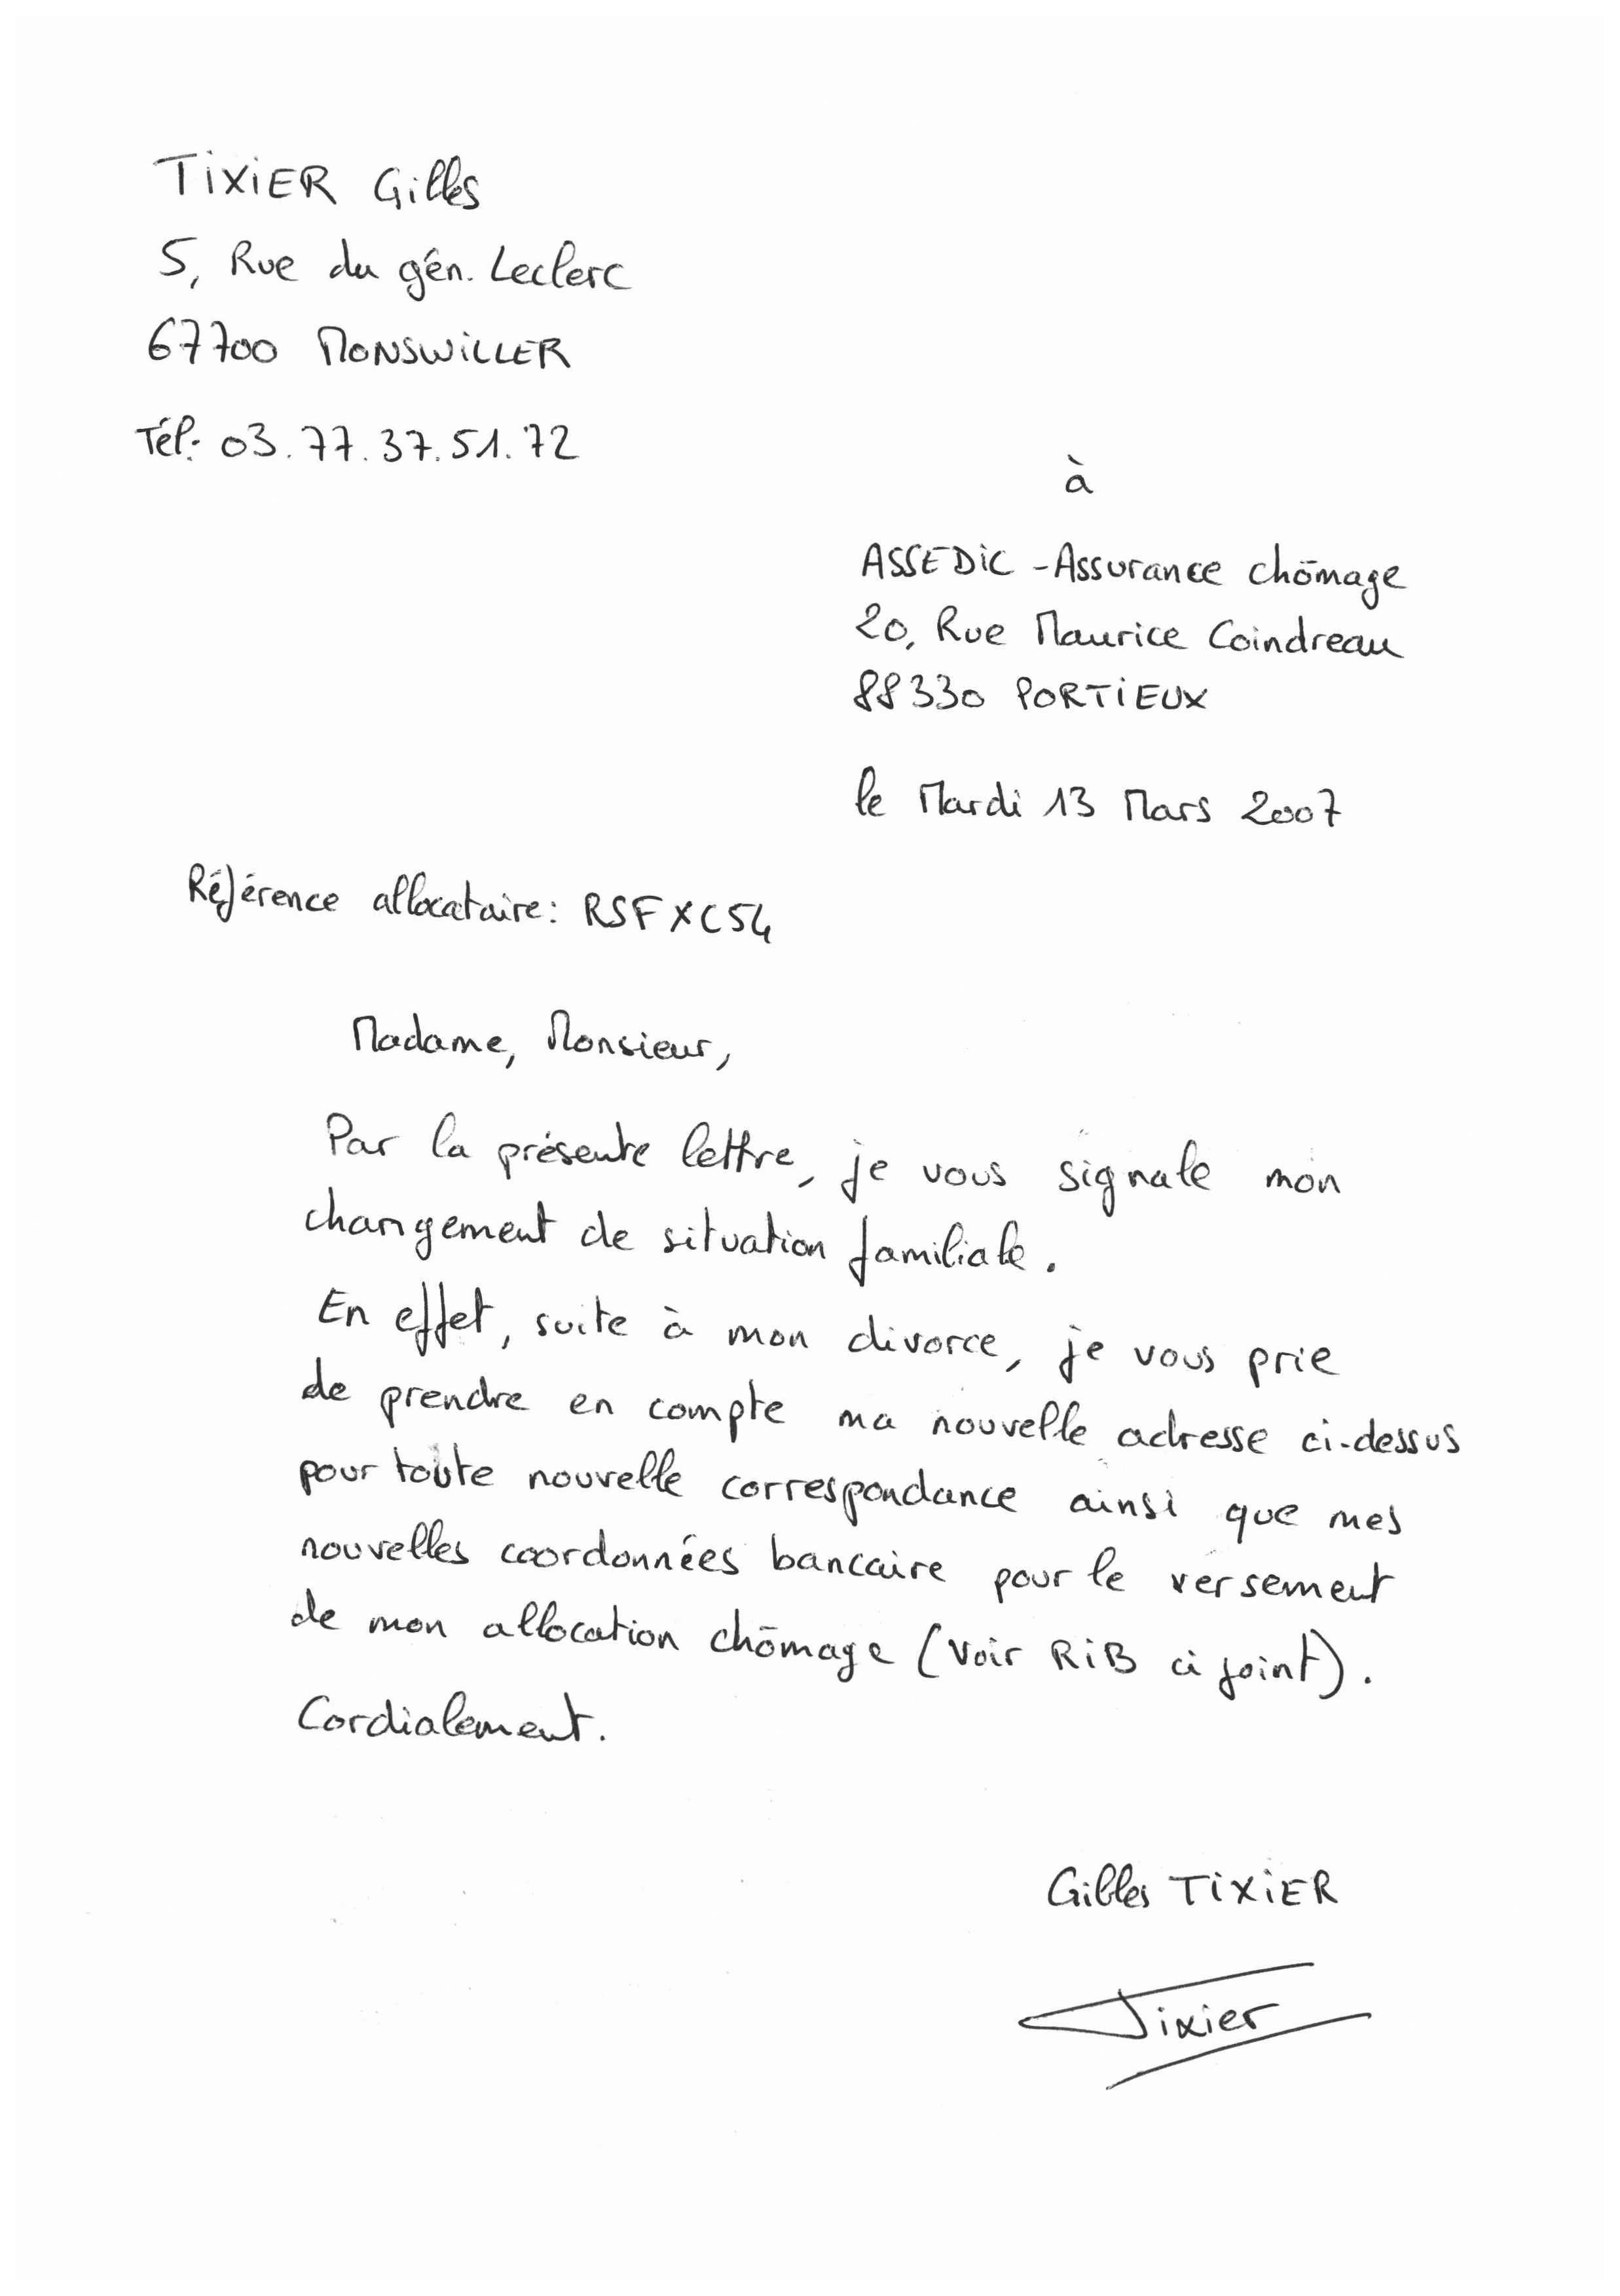 TIXIER Gilles
5, Rue du gén. Leclerc
67700 MONSWILLER
Tél: 03.77.37.51.72
à
ASSEDIC - Assurance chômage
20, Rue Maurice Coindreau
88330 PORTIEUX
le Mardi 13 Mars 2007
Référence allocataire: RSFXC54
Madame, Monsieur,
Par la présente lettre, je vous signale mon
changement de situation familiale.
En effet, suite à mon divorce, je vous prie
de prendre en compte ma nouvelle adresse ci-dessus
pour toute nouvelle correspondance ainsi que mes
nouvelles coordonnées bancaire pour le versement
de mon allocation chômage (Voir RIB ci joint).
Cordialement.
Gilles TIXIER
Tixier